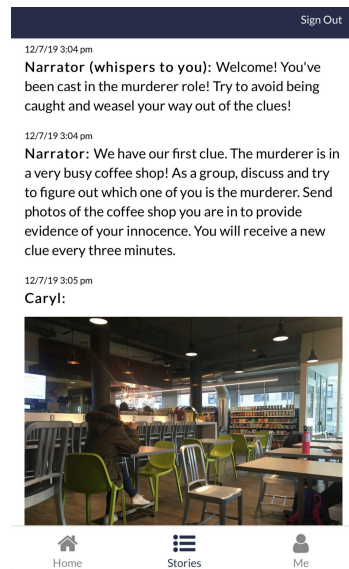 Sign Out
12/7/19 3:04 pm
Narrator (whispers to you): Welcome! You've
been cast in the murderer role! Try to avoid being
caught and weasel your way out of the clues!
12/7/19 3:04 pm
Narrator: We have our first clue. The murderer is in
a very busy coffee shop! As a group, discuss and try
to figure out which one of you is the murderer. Send
photos of the coffee shop you are in to provide
evidence of your innocence. You will receive a new
clue every three minutes.
12/7/19 3:05 pm
Caryl:
Home
Stories
Me